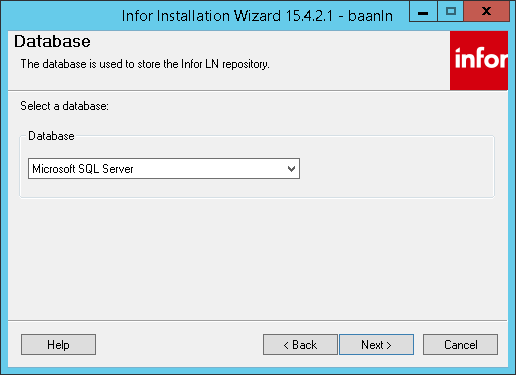 Infor Installation Wizard 15.4.2.1 - baanln
Database
The database is used to store the Infor LN repository.
infor
Select a database:
Database
Microsoft SQL Server
Help
< Back
Next >
Cancel